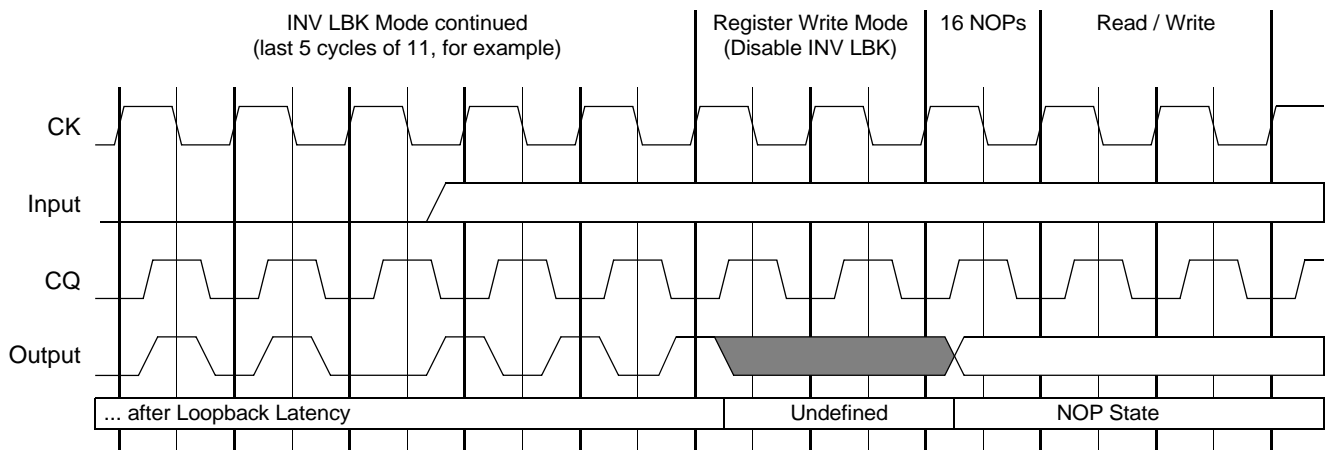 INV LBK Mode continued
(last 5 cycles of 11, for example)
Register Write Mode
(Disable INV LBK)
16 NOPs
Read / Write
CK
Input
CQ
Output
... after Loopback Latency
Undefined
NOP State